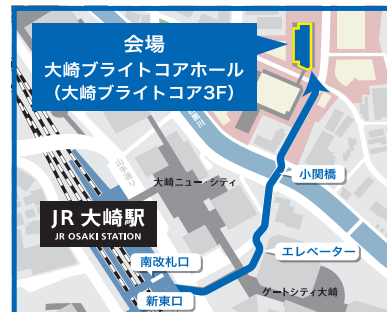 会場
大崎ブライトコアホール
（大崎ブライトコア3F）
山手通り
大崎ニュー・シティ
小関橋
JR 大崎駅
JR OSAKI STATION
南改札口
エレベーター
新東口
ゲートシティ大崎